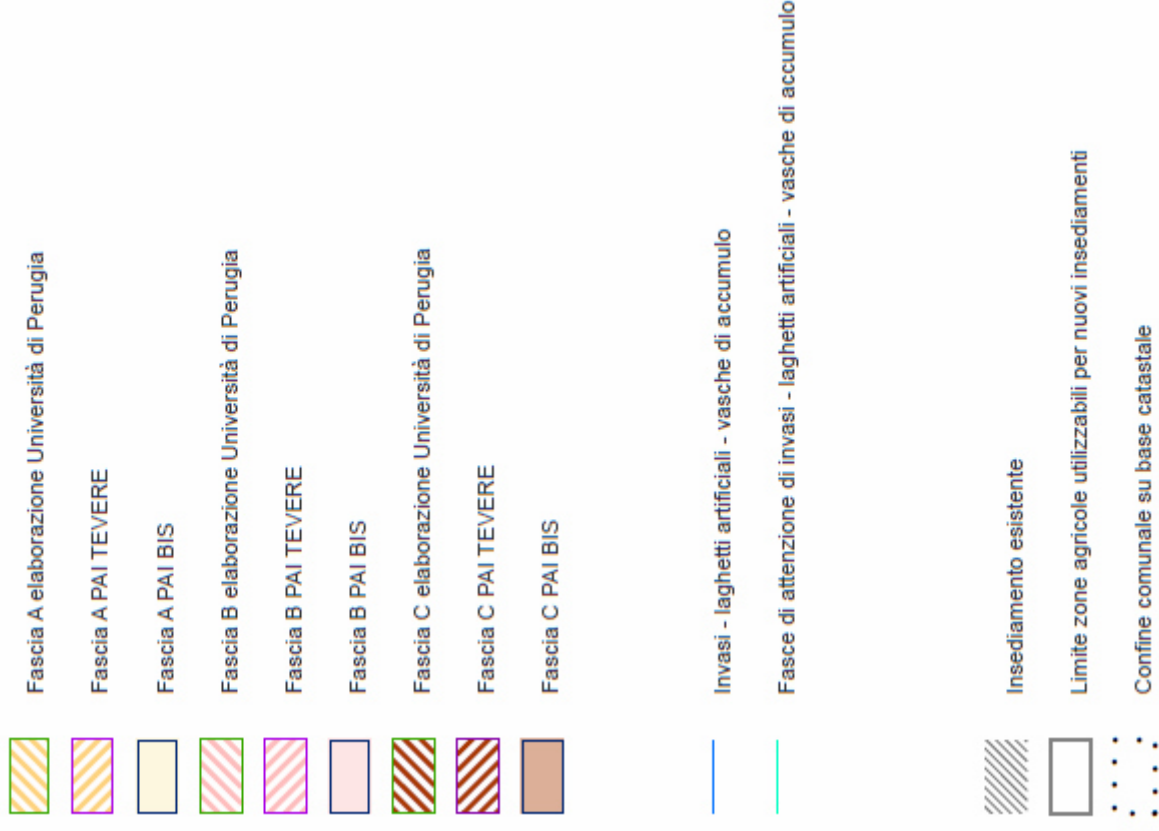 Fascia A elaborazione Università di Perugia
Fascia A PAI TEVERE
Fascia A PAI BIS
Fascia B elaborazione Università di Perugia
Fascia B PAI TEVERE
Fascia B PAI BIS
Fascia C elaborazione Università di Perugia
Fascia C PAI TEVERE
Fascia C PAI BIS
Invasi - laghetti artificiali - vasche di accumulo
Fasce di attenzione di invasi - laghetti artificiali - vasche di accumulo
Insediamento esistente
Limite zone agricole utilizzabili per nuovi insediamenti
Confine comunale su base catastale